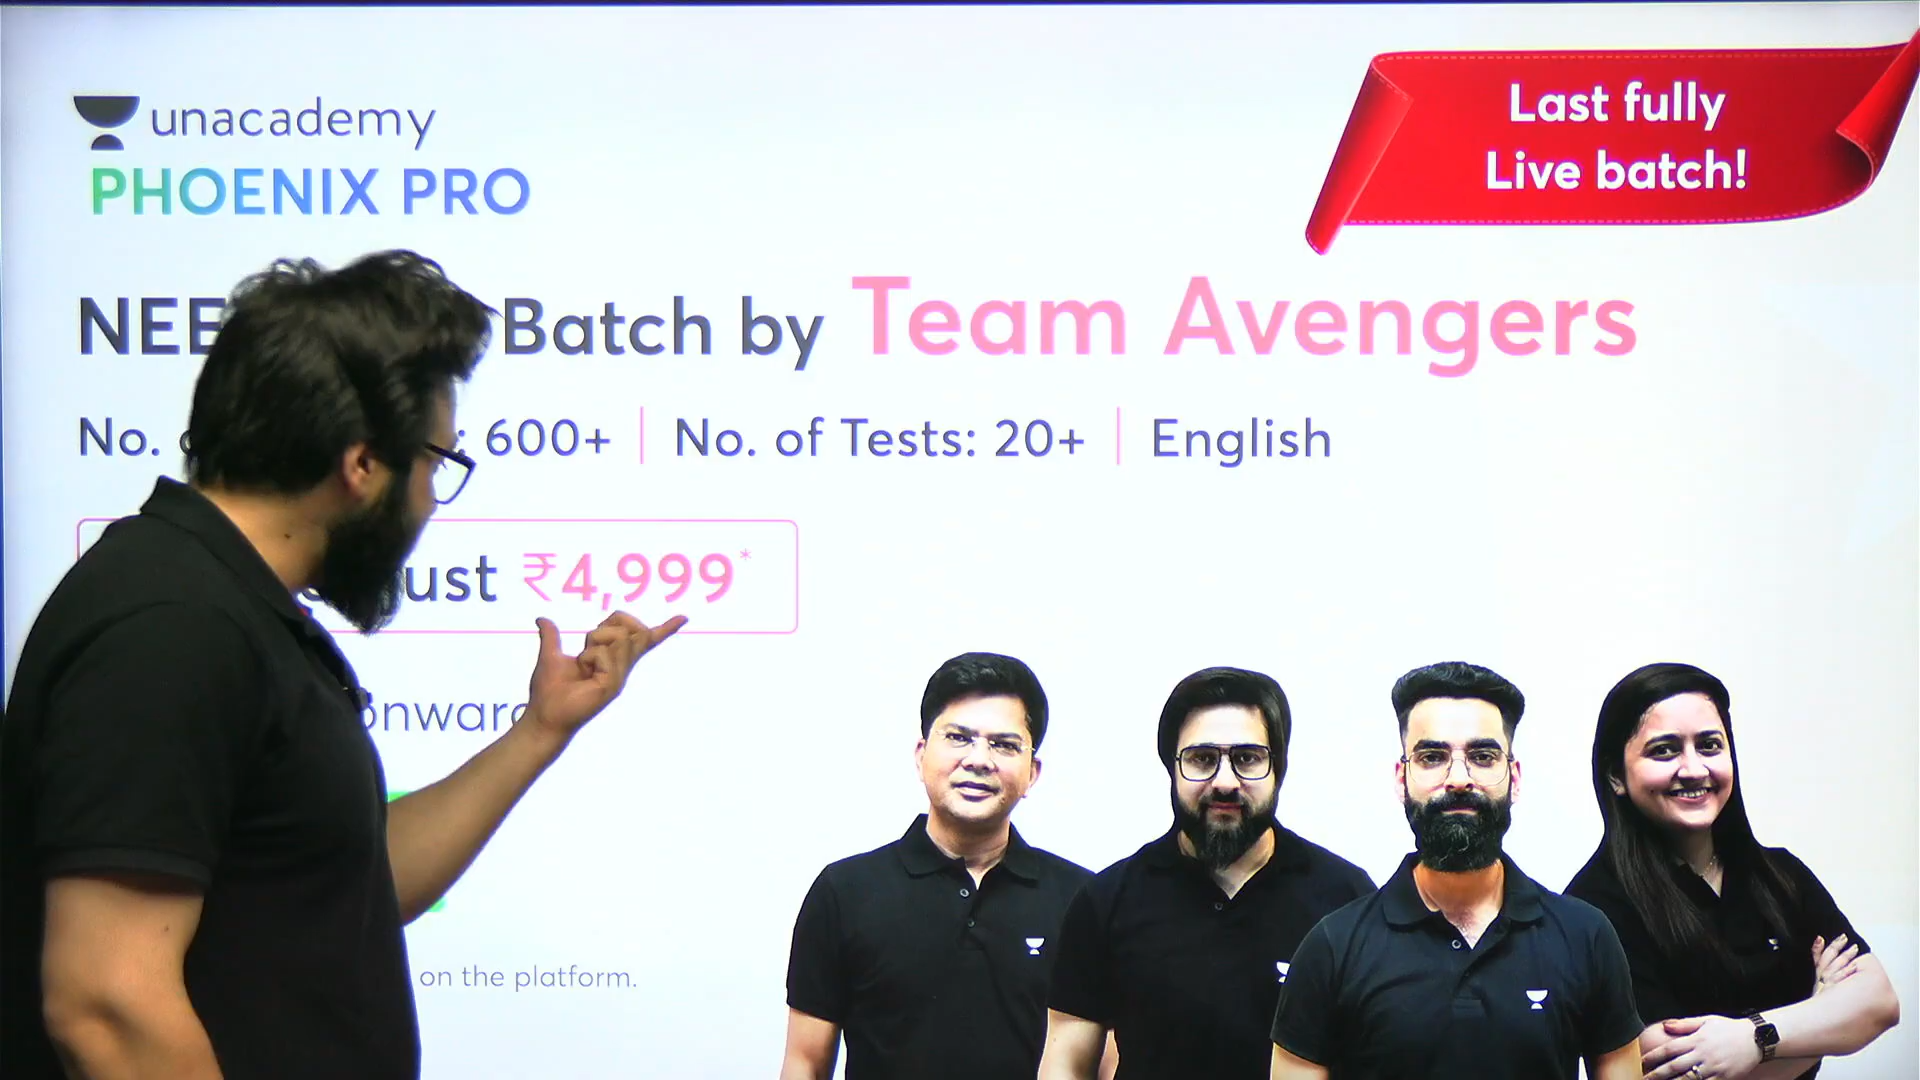 unacademy
PHOENIX PRO
Last fully
Live batch!
Batch by Team Avengers
No. : 600+ | No. of Tests: 20+ | English
₹4,999*
on the platform.